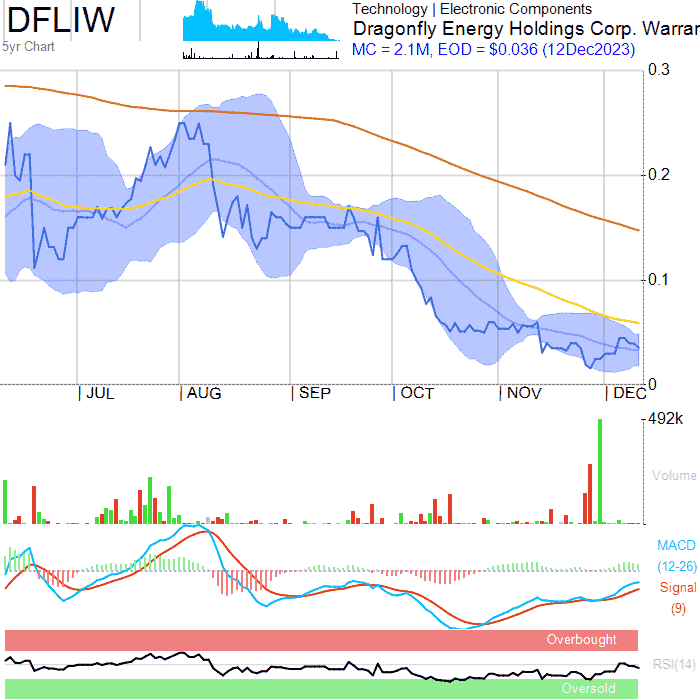 DFLIW
5yr Chart
Technology | Electronic Components
Dragonfly Energy Holdings Corp. Warrar
MC = 2.1M, EOD = $0.036 (12Dec2023)
0.3
0.2
0.1
0
| JUL | AUG | SEP | OCT | NOV | DEC
492k
Volume
MACD
(12-26)
Signal
(9)
Overbought
RSI(14)
Oversold